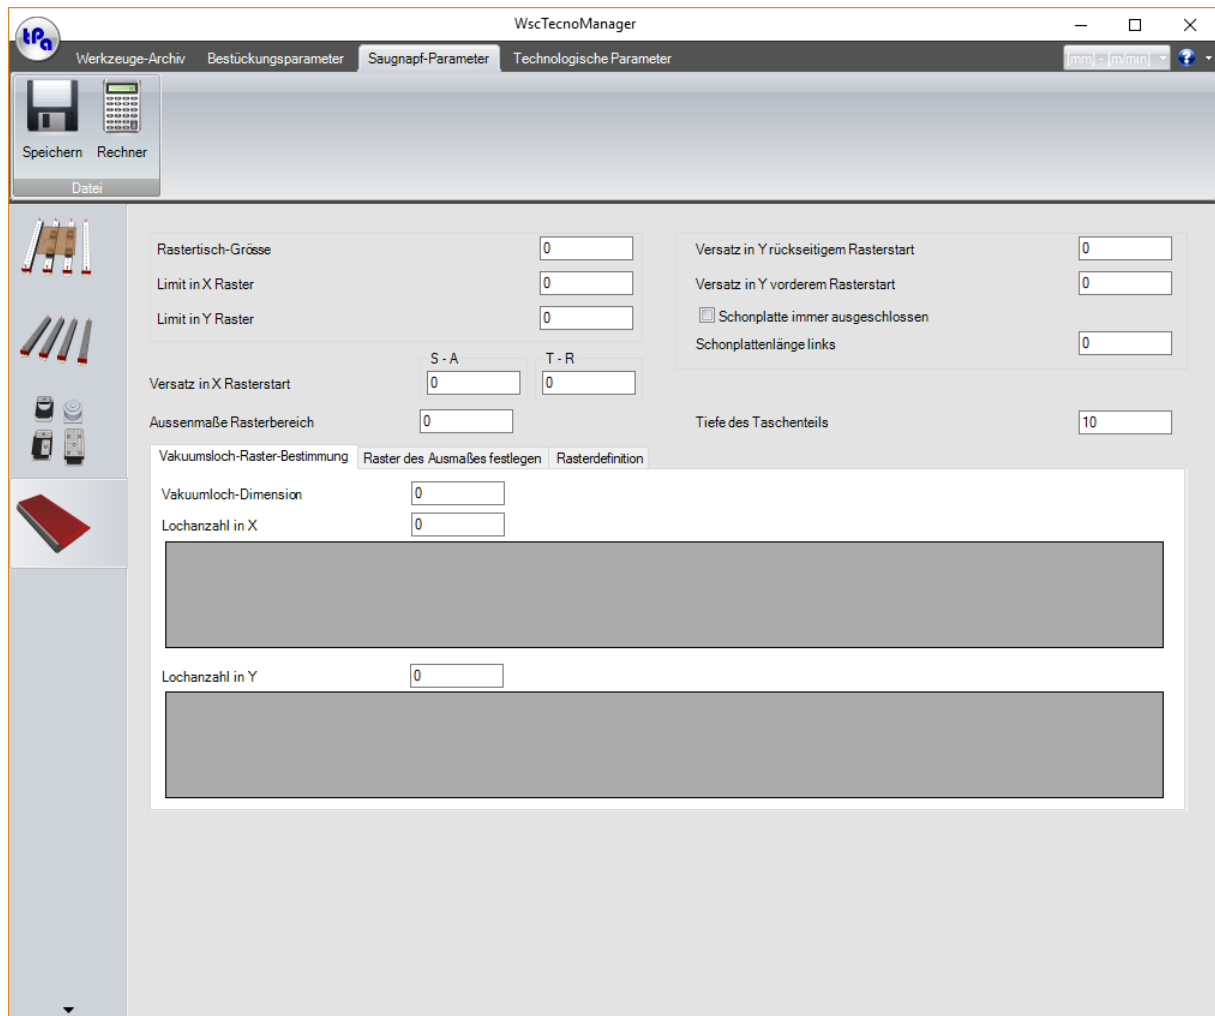 WscTecnoManager
tPa
Werkzeuge-Archiv Bestückungsparameter Saugnapf-Parameter Technologische Parameter [mm] - [m/min] ?
Speichern Rechner
Datei
Rastertisch-Grösse 0
Limit in X Raster 0
Limit in Y Raster 0
Versatz in Y rückseitigem Rasterstart 0
Versatz in Y vorderem Rasterstart 0
Schonplatte immer ausgeschlossen
Schonplattenlänge links 0
S - A T - R
Versatz in X Rasterstart 0 0
Aussenmaße Rasterbereich 0
Tiefe des Taschenteils 10
Vakuumsloch-Raster-Bestimmung Raster des Ausmaßes festlegen Rasterdefinition
Vakuumloch-Dimension 0
Lochanzahl in X 0
Lochanzahl in Y 0